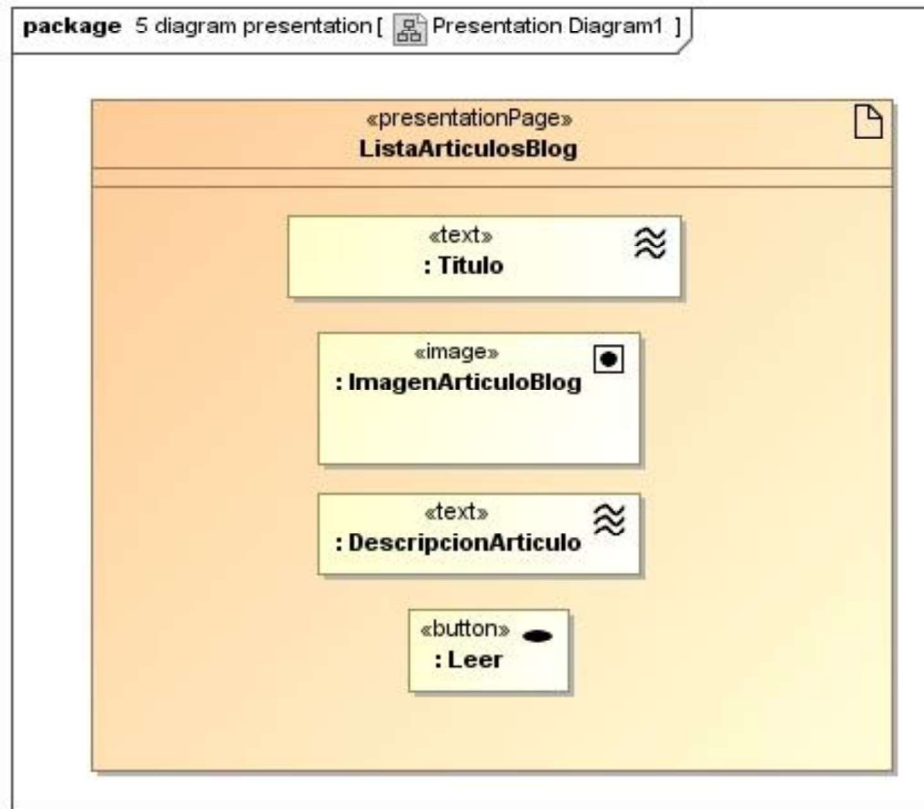 package 5 diagram presentation [ Presentation Diagram1 ]
«presentationPage»
ListaArticulosBlog
«text»
: Titulo
«image»
: ImagenArticuloBlog
«text»
: DescripcionArticulo
«button»
: Leer